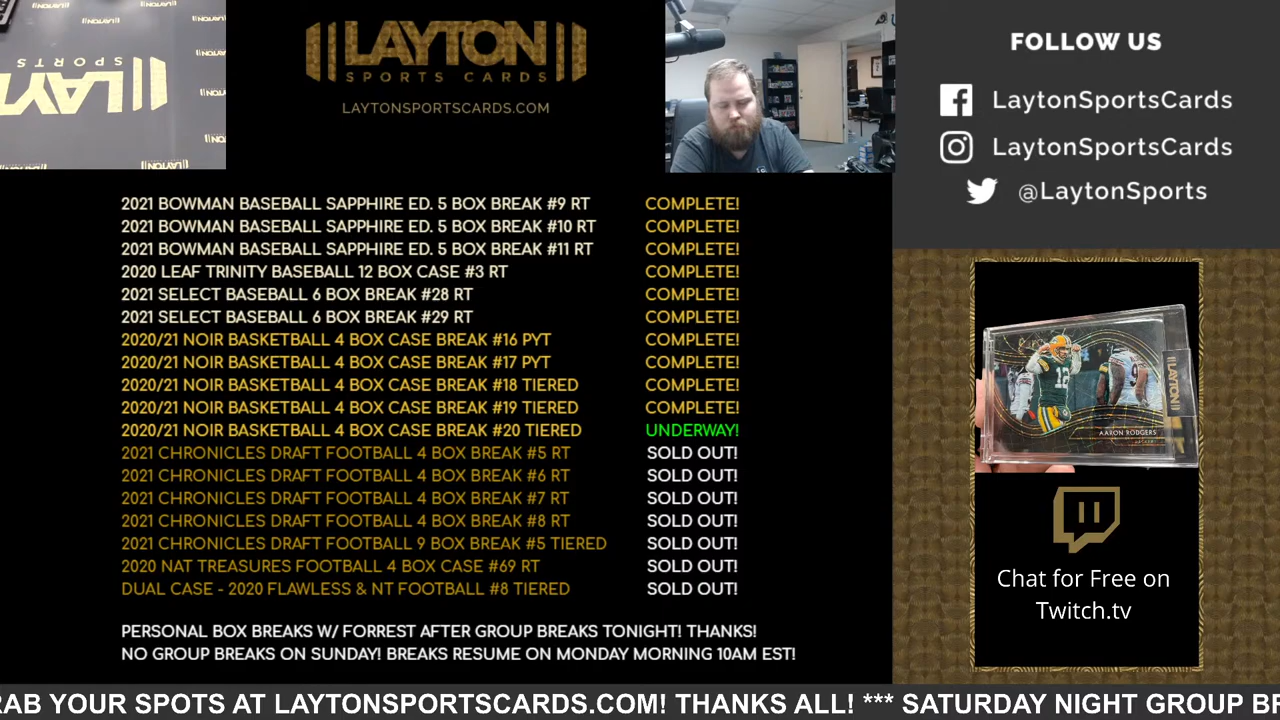 LAYTON
SPORTS CARDS
LAYTONSPORTSCARDS.COM
LAYTON
SPORTS
FOLLOW US
LaytonSportsCards
LaytonSportsCards
@LaytonSports
2021 BOWMAN BASEBALL SAPPHIRE ED. 5 BOX BREAK #9 RT COMPLETE!
2021 BOWMAN BASEBALL SAPPHIRE ED. 5 BOX BREAK #10 RT COMPLETE!
2021 BOWMAN BASEBALL SAPPHIRE ED. 5 BOX BREAK #11 RT COMPLETE!
2020 LEAF TRINITY BASEBALL 12 BOX CASE #3 RT COMPLETE!
2021 SELECT BASEBALL 6 BOX BREAK #28 RT COMPLETE!
2021 SELECT BASEBALL 6 BOX BREAK #29 RT COMPLETE!
2020/21 NOIR BASKETBALL 4 BOX CASE BREAK #16 PYT COMPLETE!
2020/21 NOIR BASKETBALL 4 BOX CASE BREAK #17 PYT COMPLETE!
2020/21 NOIR BASKETBALL 4 BOX CASE BREAK #18 TIERED COMPLETE!
2020/21 NOIR BASKETBALL 4 BOX CASE BREAK #19 TIERED COMPLETE!
2020/21 NOIR BASKETBALL 4 BOX CASE BREAK #20 TIERED UNDERWAY!
2021 CHRONICLES DRAFT FOOTBALL 4 BOX BREAK #5 RT SOLD OUT!
2021 CHRONICLES DRAFT FOOTBALL 4 BOX BREAK #6 RT SOLD OUT!
2021 CHRONICLES DRAFT FOOTBALL 4 BOX BREAK #7 RT SOLD OUT!
2021 CHRONICLES DRAFT FOOTBALL 4 BOX BREAK #8 RT SOLD OUT!
2021 CHRONICLES DRAFT FOOTBALL 9 BOX BREAK #5 TIERED SOLD OUT!
2020 NAT TREASURES FOOTBALL 4 BOX CASE #69 RT SOLD OUT!
DUAL CASE - 2020 FLAWLESS & NT FOOTBALL #8 TIERED SOLD OUT!
PERSONAL BOX BREAKS W/ FORREST AFTER GROUP BREAKS TONIGHT! THANKS!
NO GROUP BREAKS ON SUNDAY! BREAKS RESUME ON MONDAY MORNING 10AM EST!
12
AARON RODGERS
LAYTON
Chat for Free on
Twitch.tv
RAB YOUR SPOTS AT LAYTONSPORTSCARDS.COM! THANKS ALL! *** SATURDAY NIGHT GROUP BR